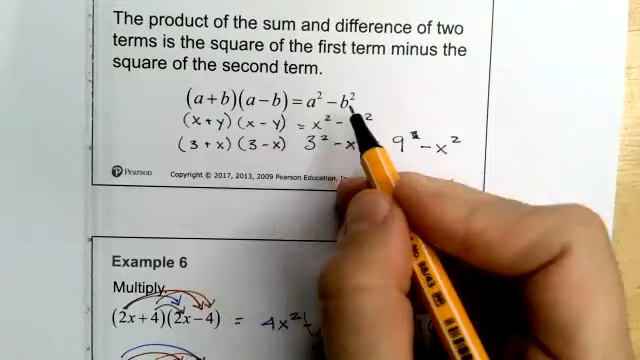 The product of the sum and difference of two
terms is the square of the first term minus the
square of the second term.
(a + b)(a − b) = a² − b²
(x + y) (x − y) = x² −
(3 + x) (3 − x) 3² − x 9 − x²
Pearson Copyright © 2017, 2013, 2009 Pearson Education,
Example 6
Multiply.
(2x + 4)(2x − 4) = 4x²